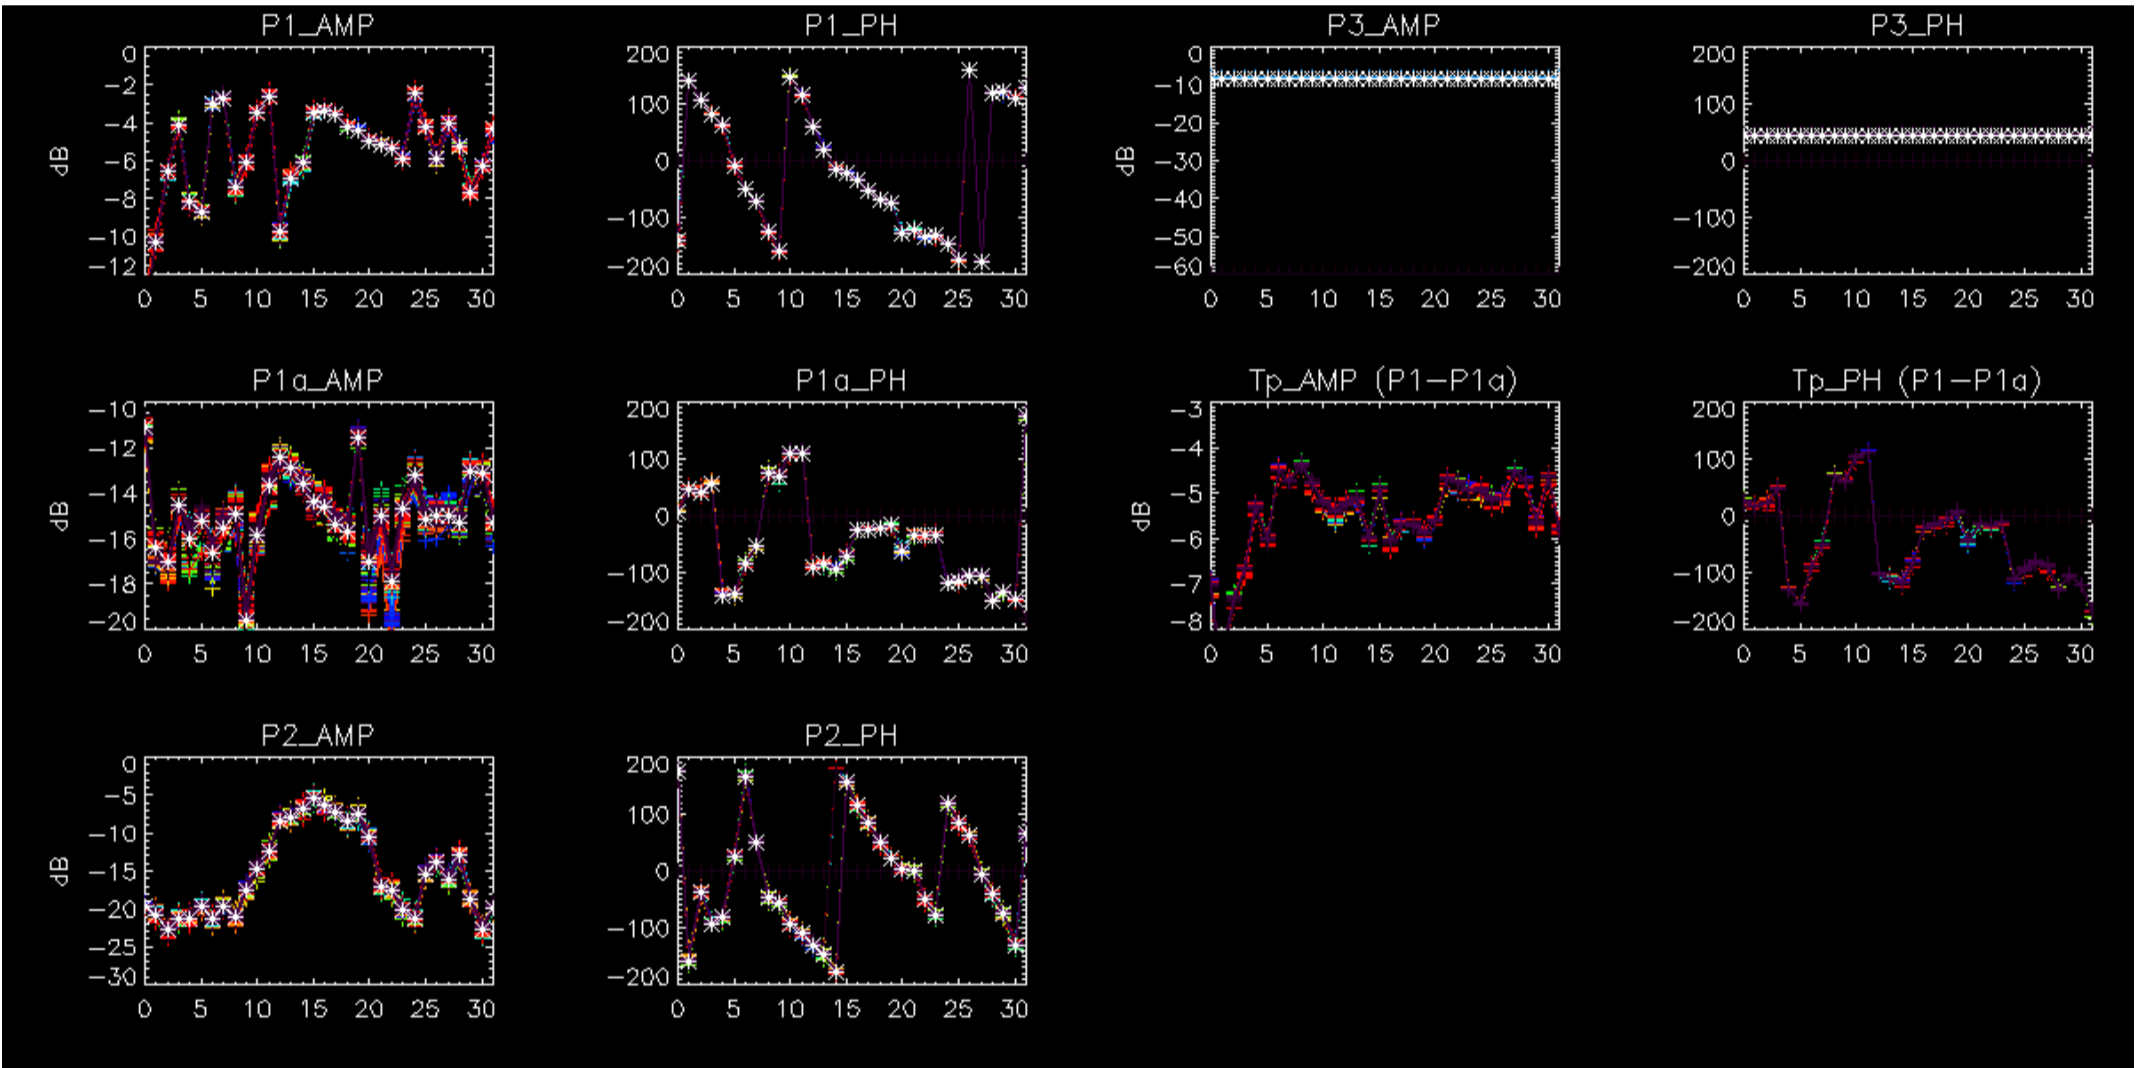 P1_AMP P1_PH P3_AMP P3_PH
dB 0 −2 −4 −6 −8 −10 −12
200 100 0 −100 −200
dB 0 −10 −20 −30 −40 −50 −60
200 100 0 −100 −200
0 5 10 15 20 25 30
0 5 10 15 20 25 30
0 5 10 15 20 25 30
0 5 10 15 20 25 30
P1a_AMP P1a_PH Tp_AMP (P1−P1a) Tp_PH (P1−P1a)
dB −10 −12 −14 −16 −18 −20
200 100 0 −100 −200
dB −3 −4 −5 −6 −7 −8
200 100 0 −100 −200
0 5 10 15 20 25 30
0 5 10 15 20 25 30
0 5 10 15 20 25 30
0 5 10 15 20 25 30
P2_AMP P2_PH
dB 0 −5 −10 −15 −20 −25 −30
200 100 0 −100 −200
0 5 10 15 20 25 30
0 5 10 15 20 25 30